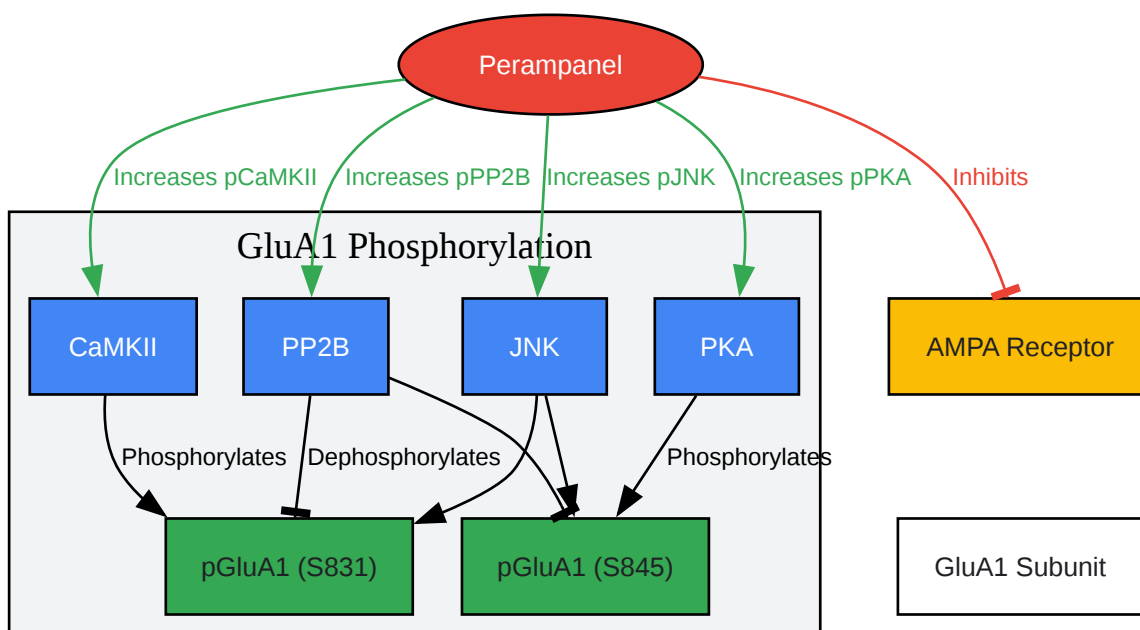 Perampanel
Increases pCaMKII
Increases pPP2B
Increases pJNK
Increases pPKA
Inhibits
GluA1 Phosphorylation
CaMKII
PP2B
JNK
PKA
AMPA Receptor
Phosphorylates
Dephosphorylates
Phosphorylates
pGluA1 (S831)
pGluA1 (S845)
GluA1 Subunit